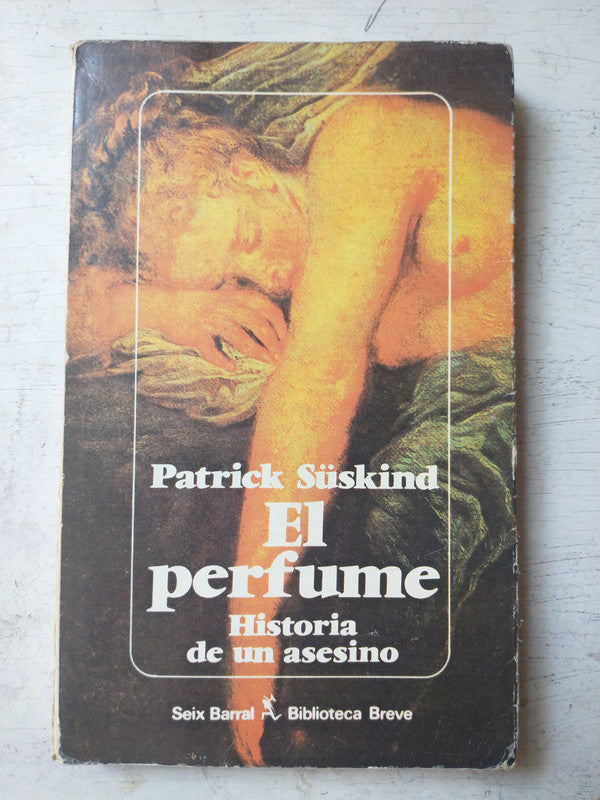 Patrick Süskind
El
perfume
Historia
de un asesino
Seix Barral Biblioteca Breve